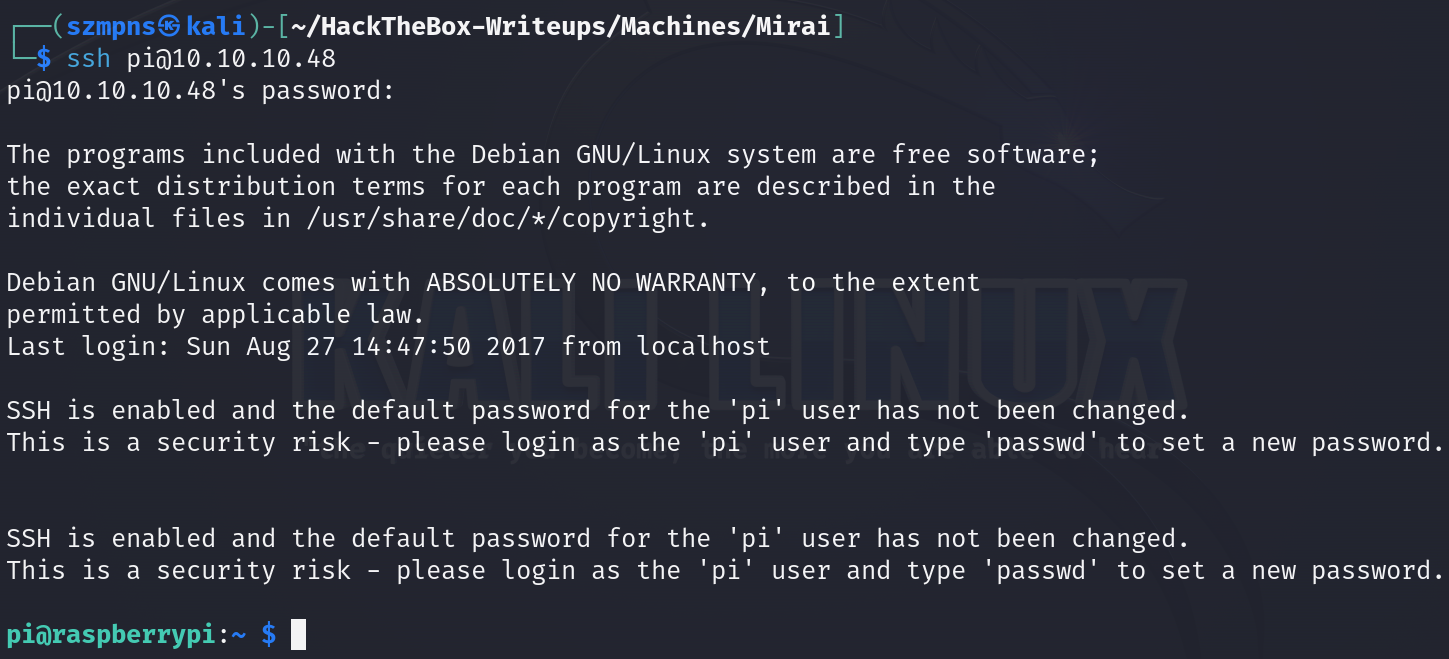 ┌──(szmpns㉿kali)-[~/HackTheBox-Writeups/Machines/Mirai]
└─$ ssh pi@10.10.10.48
pi@10.10.10.48's password:
The programs included with the Debian GNU/Linux system are free software;
the exact distribution terms for each program are described in the
individual files in /usr/share/doc/*/copyright.
Debian GNU/Linux comes with ABSOLUTELY NO WARRANTY, to the extent
permitted by applicable law.
Last login: Sun Aug 27 14:47:50 2017 from localhost
SSH is enabled and the default password for the 'pi' user has not been changed.
This is a security risk - please login as the 'pi' user and type 'passwd' to set a new password.
SSH is enabled and the default password for the 'pi' user has not been changed.
This is a security risk - please login as the 'pi' user and type 'passwd' to set a new password.
pi@raspberrypi:~ $
KALI LINUX